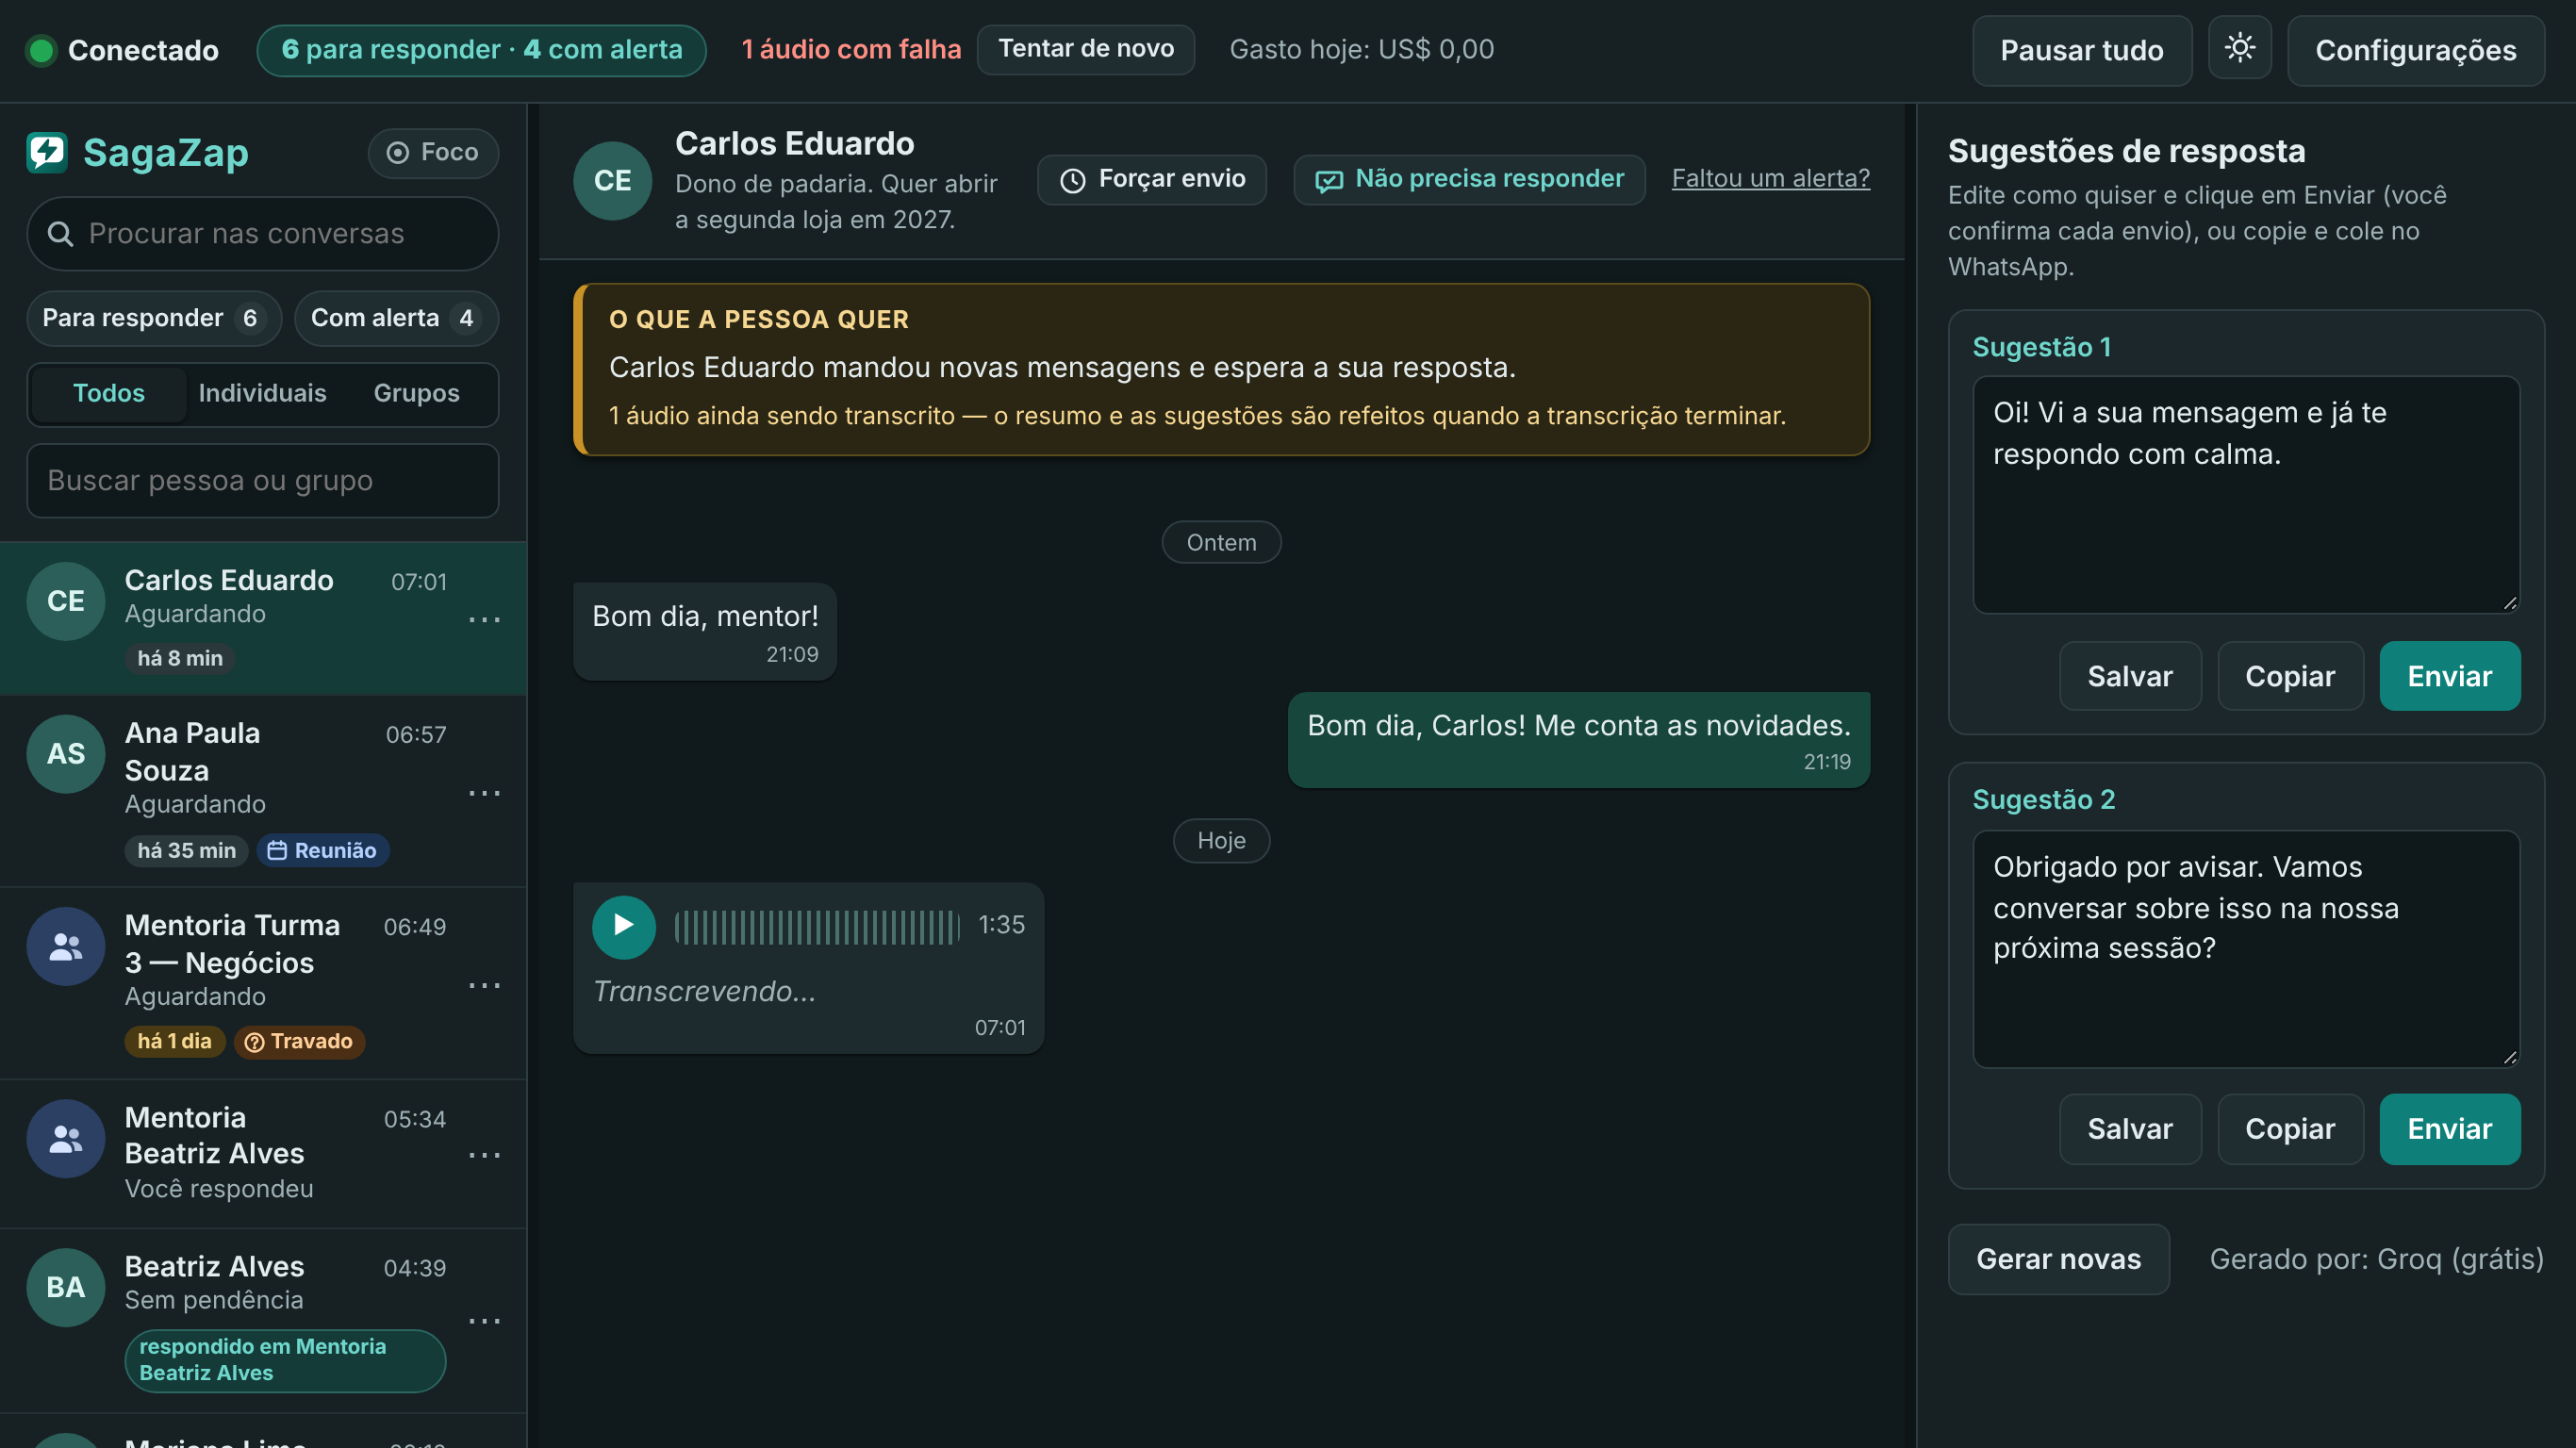 Conectado
6 para responder · 4 com alerta
1 áudio com falha
Tentar de novo
Gasto hoje: US$ 0,00
Pausar tudo
Configurações
SagaZap
Foco
Procurar nas conversas
Para responder 6
Com alerta 4
Todos
Individuais
Grupos
Buscar pessoa ou grupo
CE
Carlos Eduardo
07:01
Aguardando
há 8 min
AS
Ana Paula
Souza
06:57
Aguardando
há 35 min
Reunião
Mentoria Turma
3 — Negócios
06:49
Aguardando
há 1 dia
Travado
Mentoria
Beatriz Alves
05:34
Você respondeu
BA
Beatriz Alves
04:39
Sem pendência
respondido em Mentoria
Beatriz Alves
CE
Carlos Eduardo
Dono de padaria. Quer abrir
a segunda loja em 2027.
Forçar envio
Não precisa responder
Faltou um alerta?
O QUE A PESSOA QUER
Carlos Eduardo mandou novas mensagens e espera a sua resposta.
1 áudio ainda sendo transcrito — o resumo e as sugestões são refeitos quando a transcrição terminar.
Ontem
Bom dia, mentor!
21:09
Bom dia, Carlos! Me conta as novidades.
21:19
Hoje
1:35
Transcrevendo...
07:01
Sugestões de resposta
Edite como quiser e clique em Enviar (você
confirma cada envio), ou copie e cole no
WhatsApp.
Sugestão 1
Oi! Vi a sua mensagem e já te
respondo com calma.
Salvar
Copiar
Enviar
Sugestão 2
Obrigado por avisar. Vamos
conversar sobre isso na nossa
próxima sessão?
Salvar
Copiar
Enviar
Gerar novas
Gerado por: Groq (grátis)